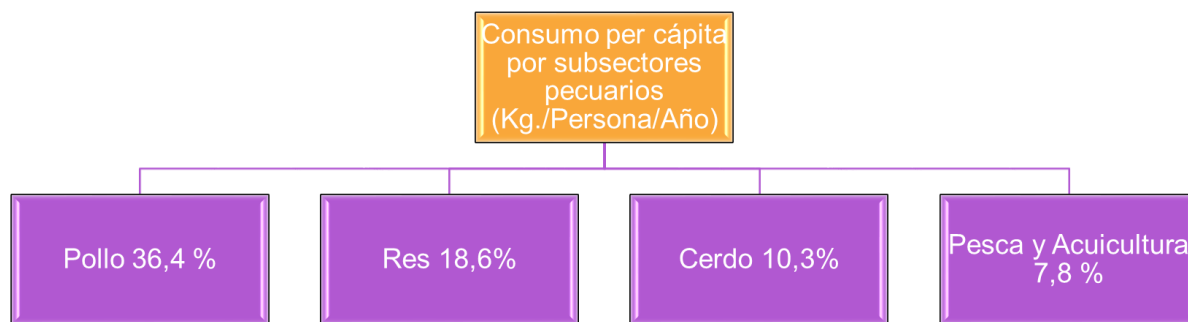 Consumo per cápita
por subsectores
pecuarios
(Kg./Persona/Año)
Pollo 36,4 %
Res 18,6%
Cerdo 10,3%
Pesca y Acuicultura
7,8 %